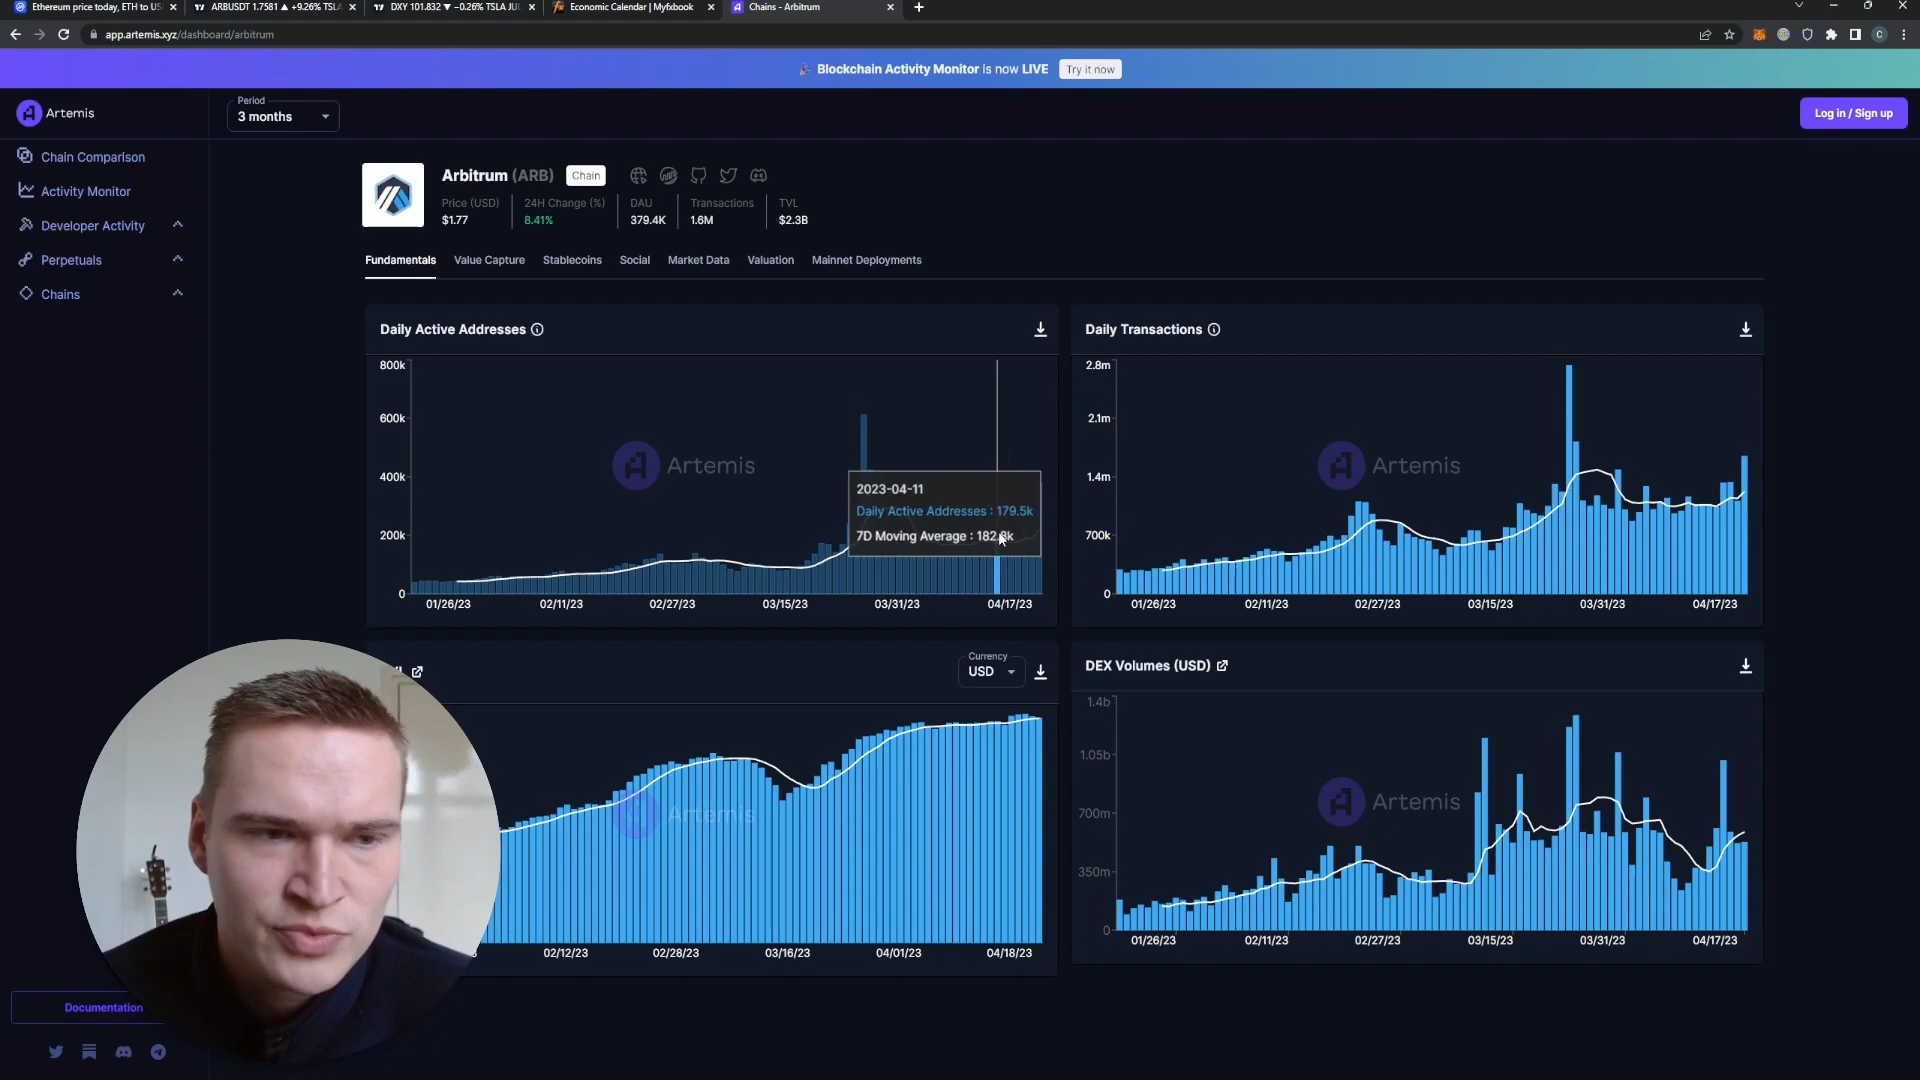 Ethereum price today, ETH to US
ARBUSDT 1.7581 ▲ +9.26% TSLA
DXY 101.832 ▼ −0.26% TSLA JUL
Economic Calendar | Myfxbook
Chains - Arbitrum
app.artemis.xyz/dashboard/arbitrum
C
Blockchain Activity Monitor is now LIVE
Try it now
Artemis
Period
3 months
Log in / Sign up
Chain Comparison
Activity Monitor
Developer Activity
Perpetuals
Chains
Arbitrum (ARB)
Chain
Price (USD)
$1.77
24H Change (%)
8.41%
DAU
379.4K
Transactions
1.6M
TVL
$2.3B
Fundamentals
Value Capture
Stablecoins
Social
Market Data
Valuation
Mainnet Deployments
Daily Active Addresses
800k
600k
400k
200k
0
Artemis
2023-04-11
Daily Active Addresses : 179.5k
7D Moving Average : 182.8k
01/26/23 02/11/23 02/27/23 03/15/23 03/31/23 04/17/23
Daily Transactions
2.8m
2.1m
1.4m
700k
0
Artemis
01/26/23 02/11/23 02/27/23 03/15/23 03/31/23 04/17/23
Currency
USD
Artemis
02/12/23 02/28/23 03/16/23 04/01/23 04/18/23
DEX Volumes (USD)
1.4b
1.05b
700m
350m
0
Artemis
01/26/23 02/11/23 02/27/23 03/15/23 03/31/23 04/17/23
Documentation